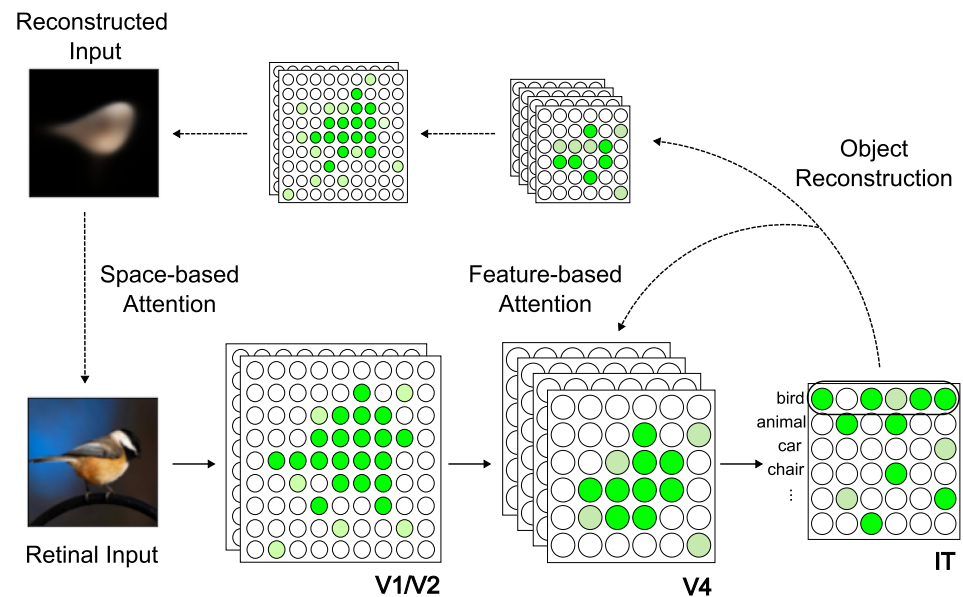 Reconstructed
Input
Object
Reconstruction
Space-based
Attention
Feature-based
Attention
bird
animal
car
chair
⋮
Retinal Input
V1/V2
V4
IT